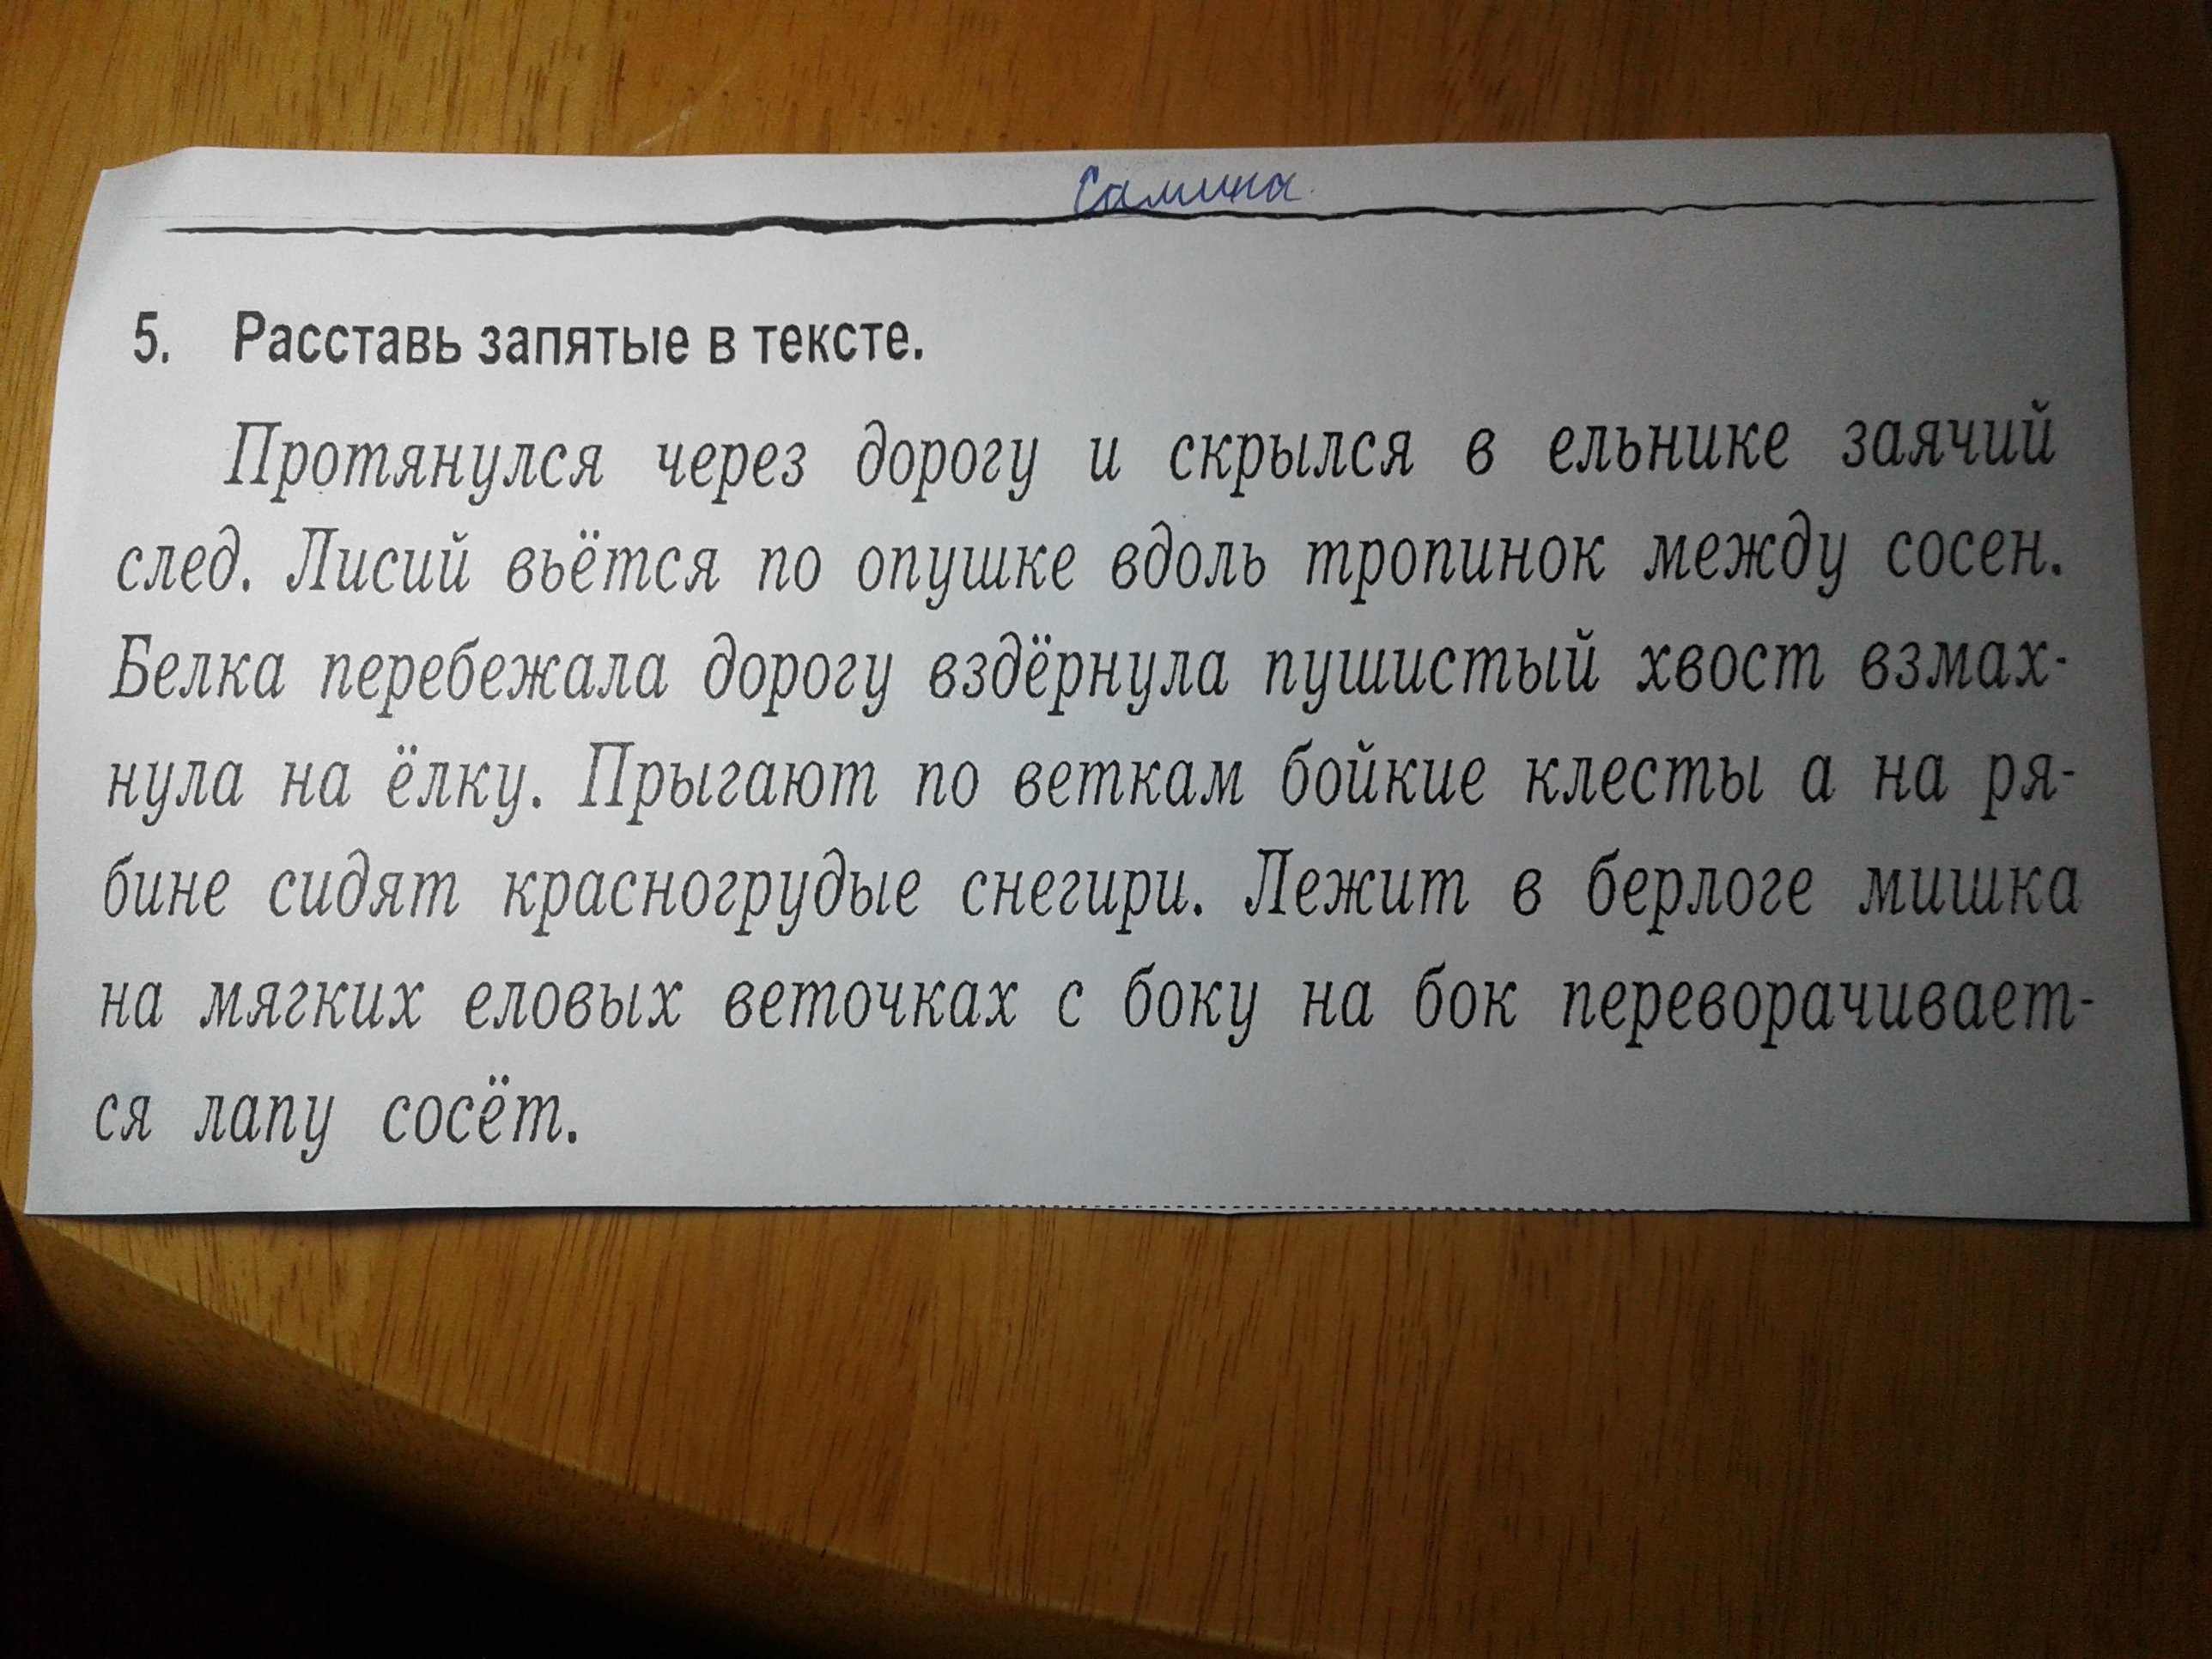 Самина
5. Расставь запятые в тексте.
Протянулся через дорогу и скрылся в ельнике заячий
след. Лисий вьётся по опушке вдоль тропинок между сосен.
Белка перебежала дорогу вздёрнула пушистый хвост взмах-
нула на ёлку. Прыгают по веткам бойкие клесты а на ря-
бине сидят красногрудые снегири. Лежит в берлоге мишка
на мягких еловых веточках с боку на бок переворачивает-
ся лапу сосёт.